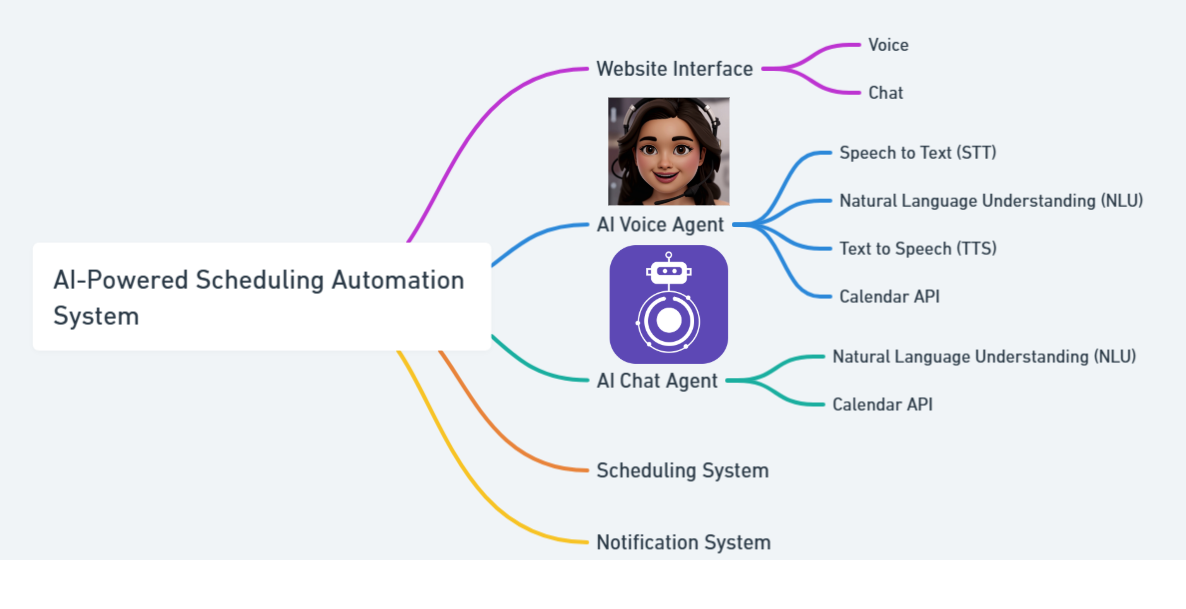 AI-Powered Scheduling Automation
System
Website Interface
Voice
Chat
AI Voice Agent
Speech to Text (STT)
Natural Language Understanding (NLU)
Text to Speech (TTS)
Calendar API
AI Chat Agent
Natural Language Understanding (NLU)
Calendar API
Scheduling System
Notification System